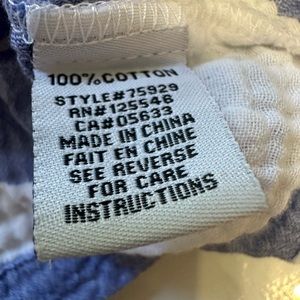 100%COTTON
STYLE#75929
RN#125546
CA#05633
MADE IN CHINA
FAIT EN CHINE
SEE REVERSE
FOR CARE
INSTRUCTIONS